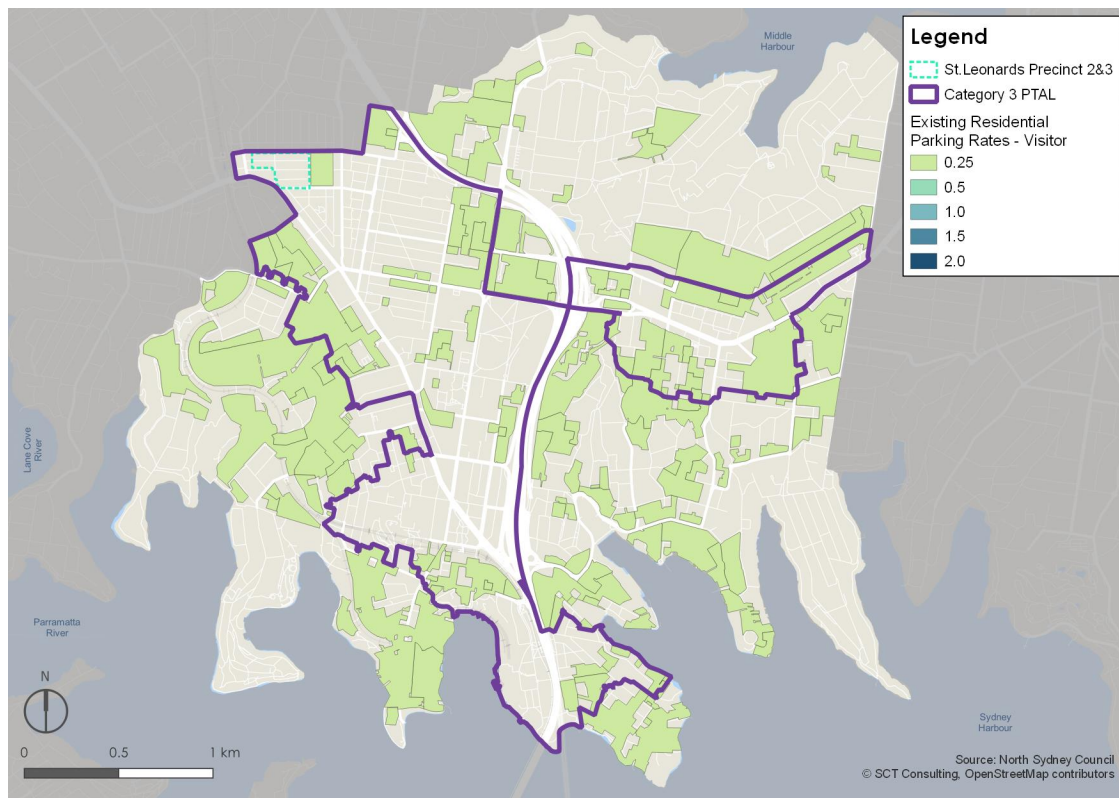 Middle
Harbour
Legend
St.Leonards Precinct 2&3
Category 3 PTAL
Existing Residential
Parking Rates - Visitor
0.25
0.5
1.0
1.5
2.0
Lane Cove
River
Parramatta
River
N
0 0.5 1 km
Sydney
Harbour
Source: North Sydney Council
© SCT Consulting, OpenStreetMap contributors